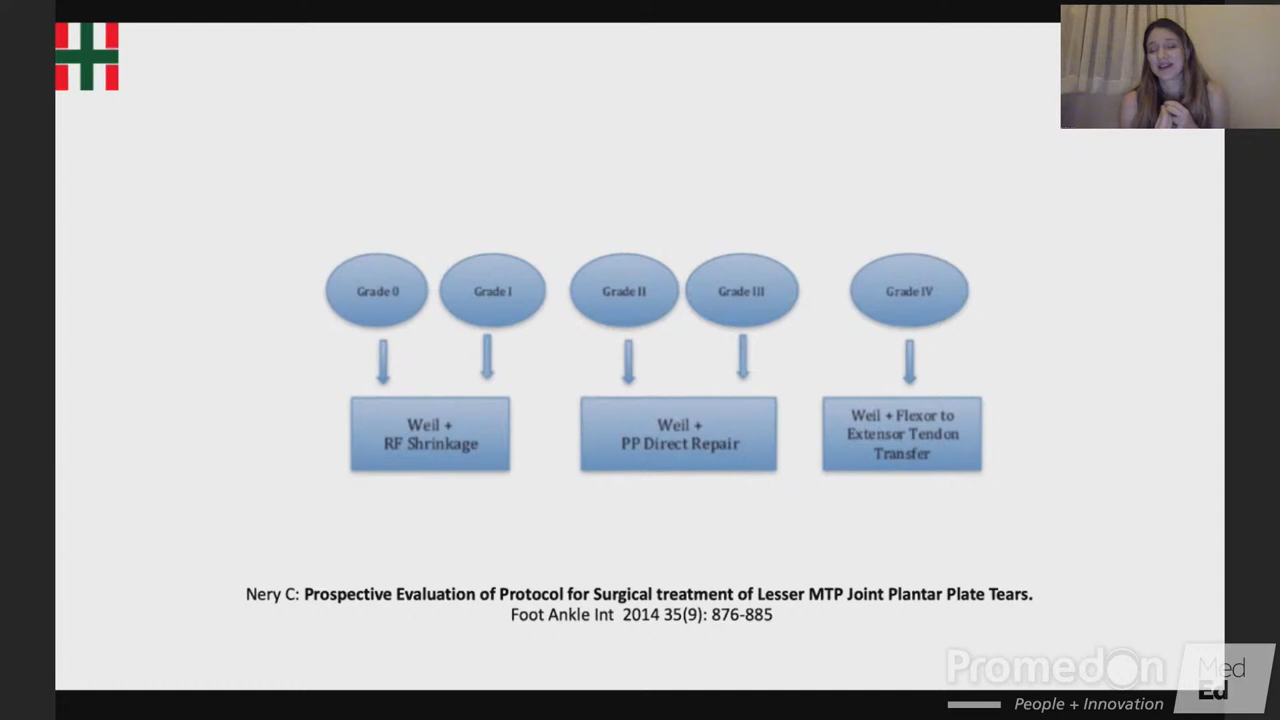 Grade 0
Grade I
Grade II
Grade III
Grade IV
Weil +
RF Shrinkage
Weil +
PP Direct Repair
Weil + Flexor to
Extensor Tendon
Transfer
Nery C: Prospective Evaluation of Protocol for Surgical treatment of Lesser MTP Joint Plantar Plate Tears.
Foot Ankle Int 2014 35(9): 876-885
PromedOn
People + Innovation
Med
Ed